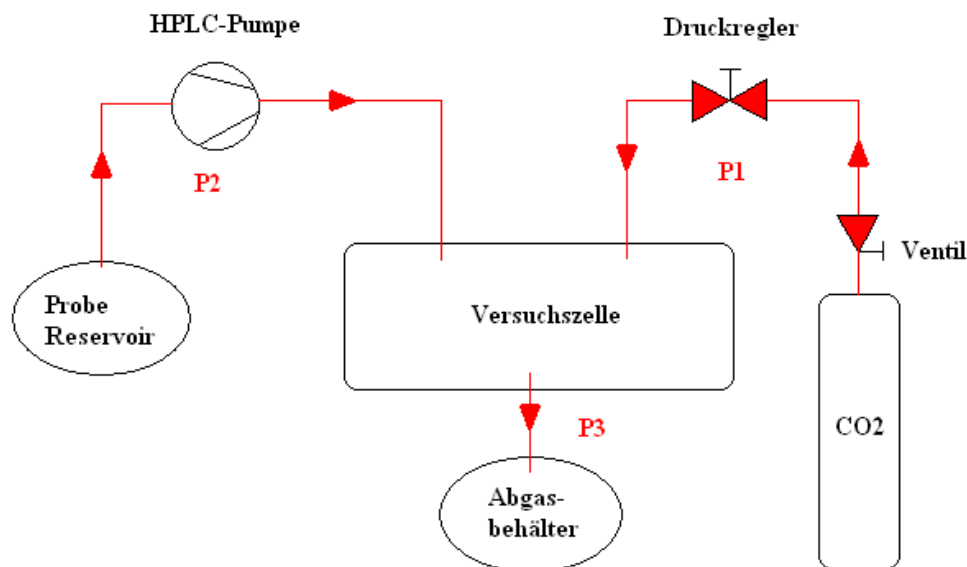 HPLC-Pumpe
Druckregler
P2
P1
Ventil
Probe
Reservoir
Versuchszelle
P3
CO2
Abgas-
behälter